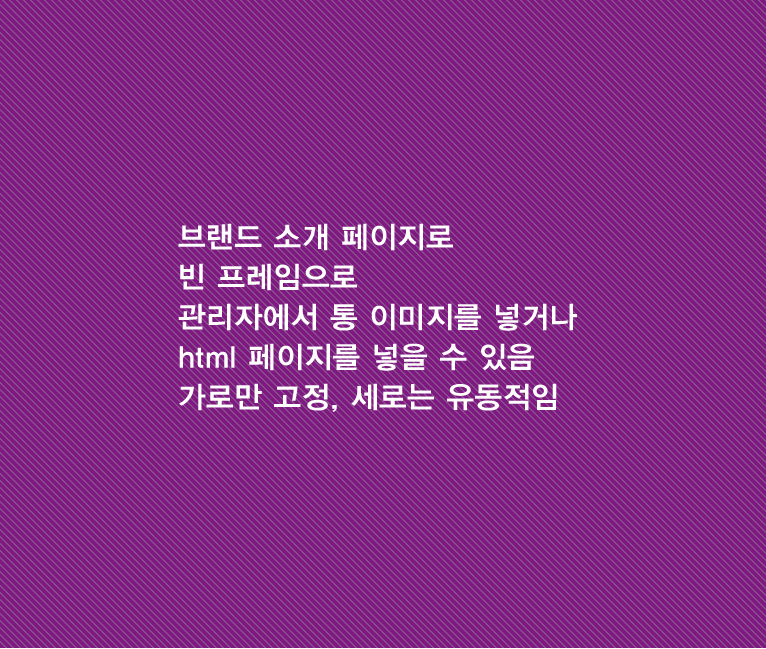 브랜드 소개 페이지로
빈 프레임으로
관리자에서 통 이미지를 넣거나
html 페이지를 넣을 수 있음
가로만 고정, 세로는 유동적임